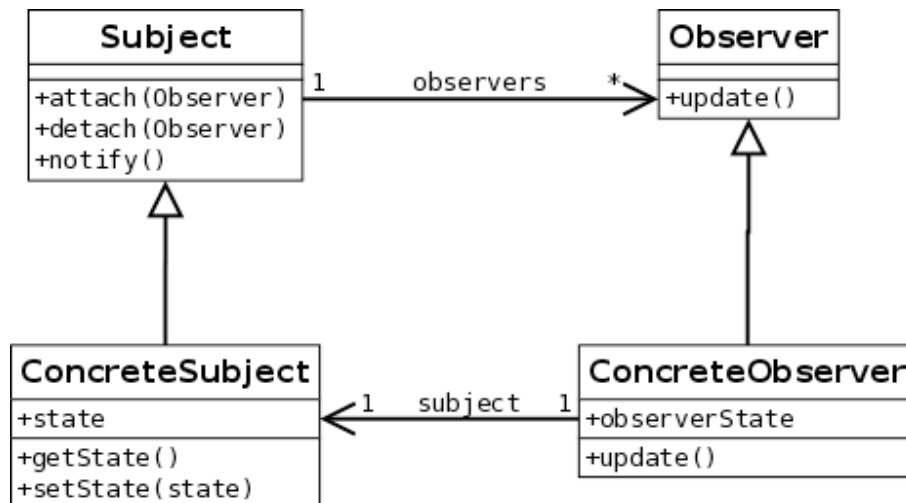 Subject
+attach(Observer)
+detach(Observer)
+notify()
1 observers *
Observer
+update()
ConcreteSubject
+state
+getState()
+setState(state)
1 subject 1
ConcreteObserver
+observerState
+update()